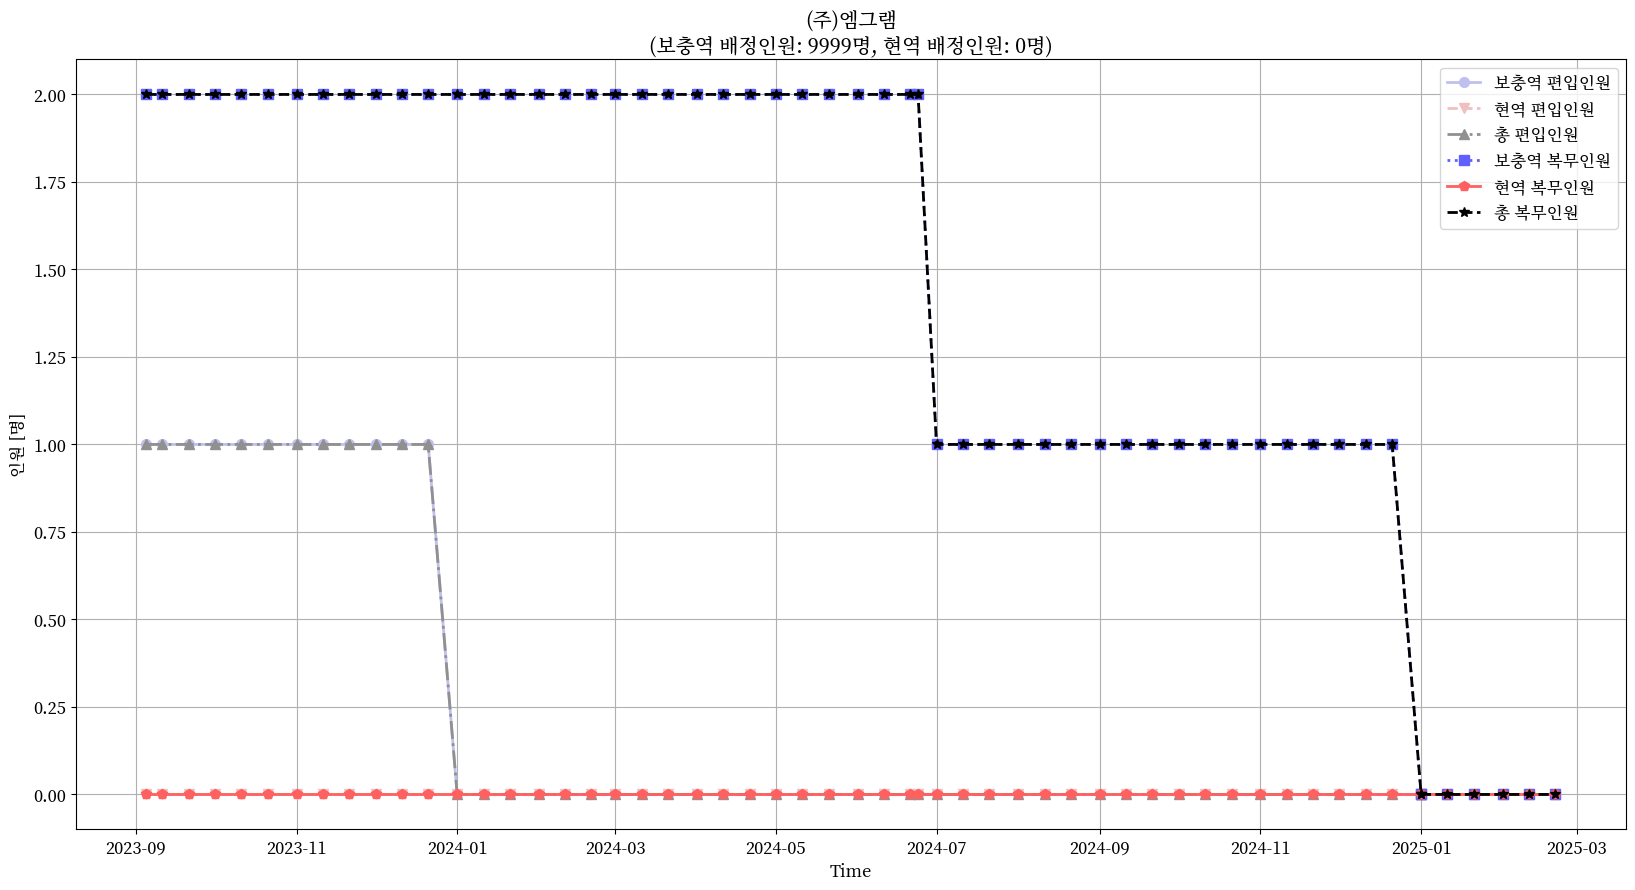 (주)엠그램
(보충역 배정인원: 9999명, 현역 배정인원: 0명)
보충역 편입인원
현역 편입인원
총 편입인원
보충역 복무인원
현역 복무인원
총 복무인원
인원 [명]
2.00
1.75
1.50
1.25
1.00
0.75
0.50
0.25
0.00
2023-09 2023-11 2024-01 2024-03 2024-05 2024-07 2024-09 2024-11 2025-01 2025-03
Time